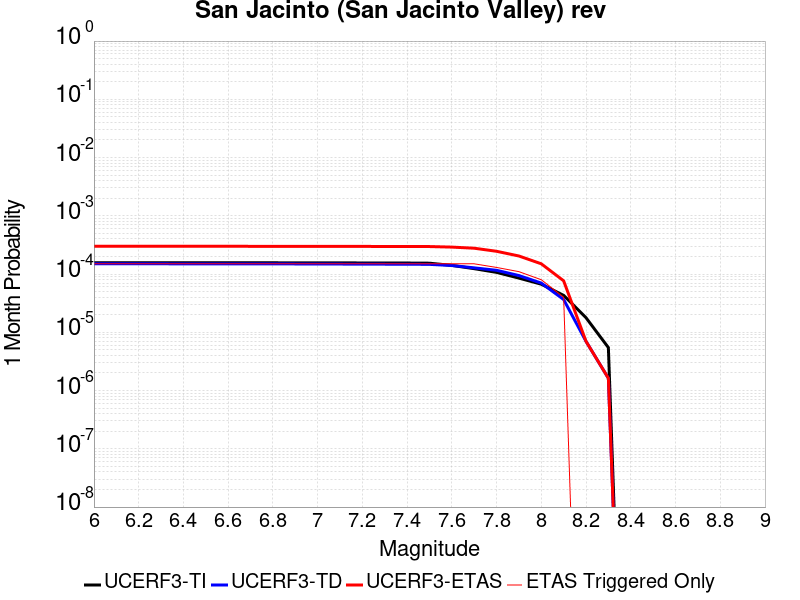 San Jacinto (San Jacinto Valley) rev
10^0
10^-1
10^-2
10^-3
10^-4
10^-5
10^-6
10^-7
10^-8
1 Month Probability
6 6.2 6.4 6.6 6.8 7 7.2 7.4 7.6 7.8 8 8.2 8.4 8.6 8.8 9
Magnitude
UCERF3-TI UCERF3-TD UCERF3-ETAS ETAS Triggered Only